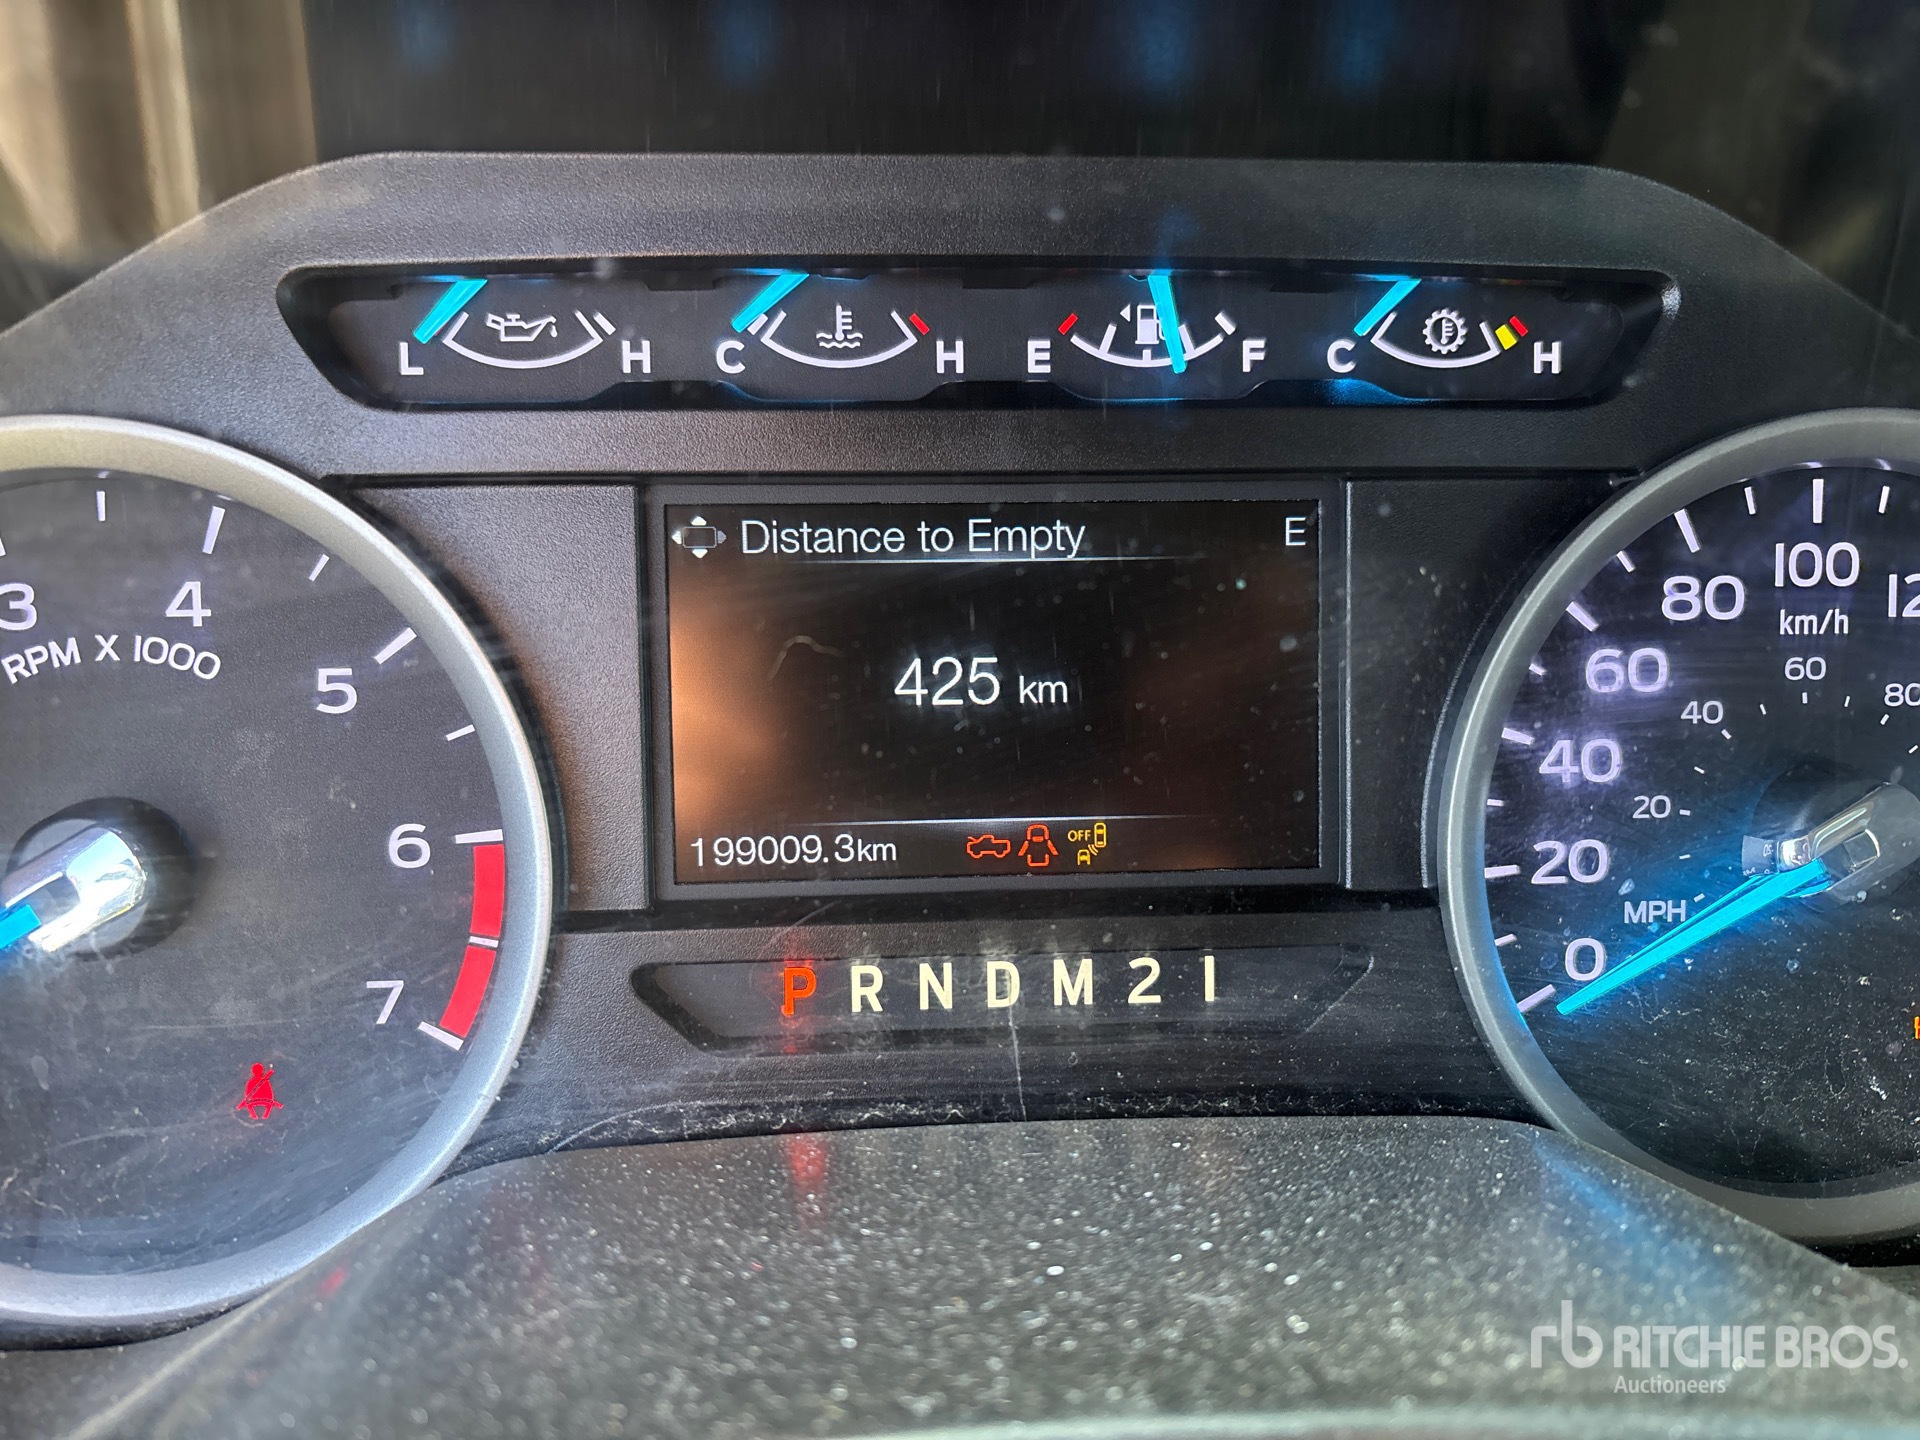 L H C H E F C H
Distance to Empty E
425 km
199009.3km OFF
P R N D M 2 1
3 4 5 6 7
RPM X 1000
0 20 40 60 80 100
km/h
20 40 60 80
MPH
rb RITCHIE BROS.
Auctioneers